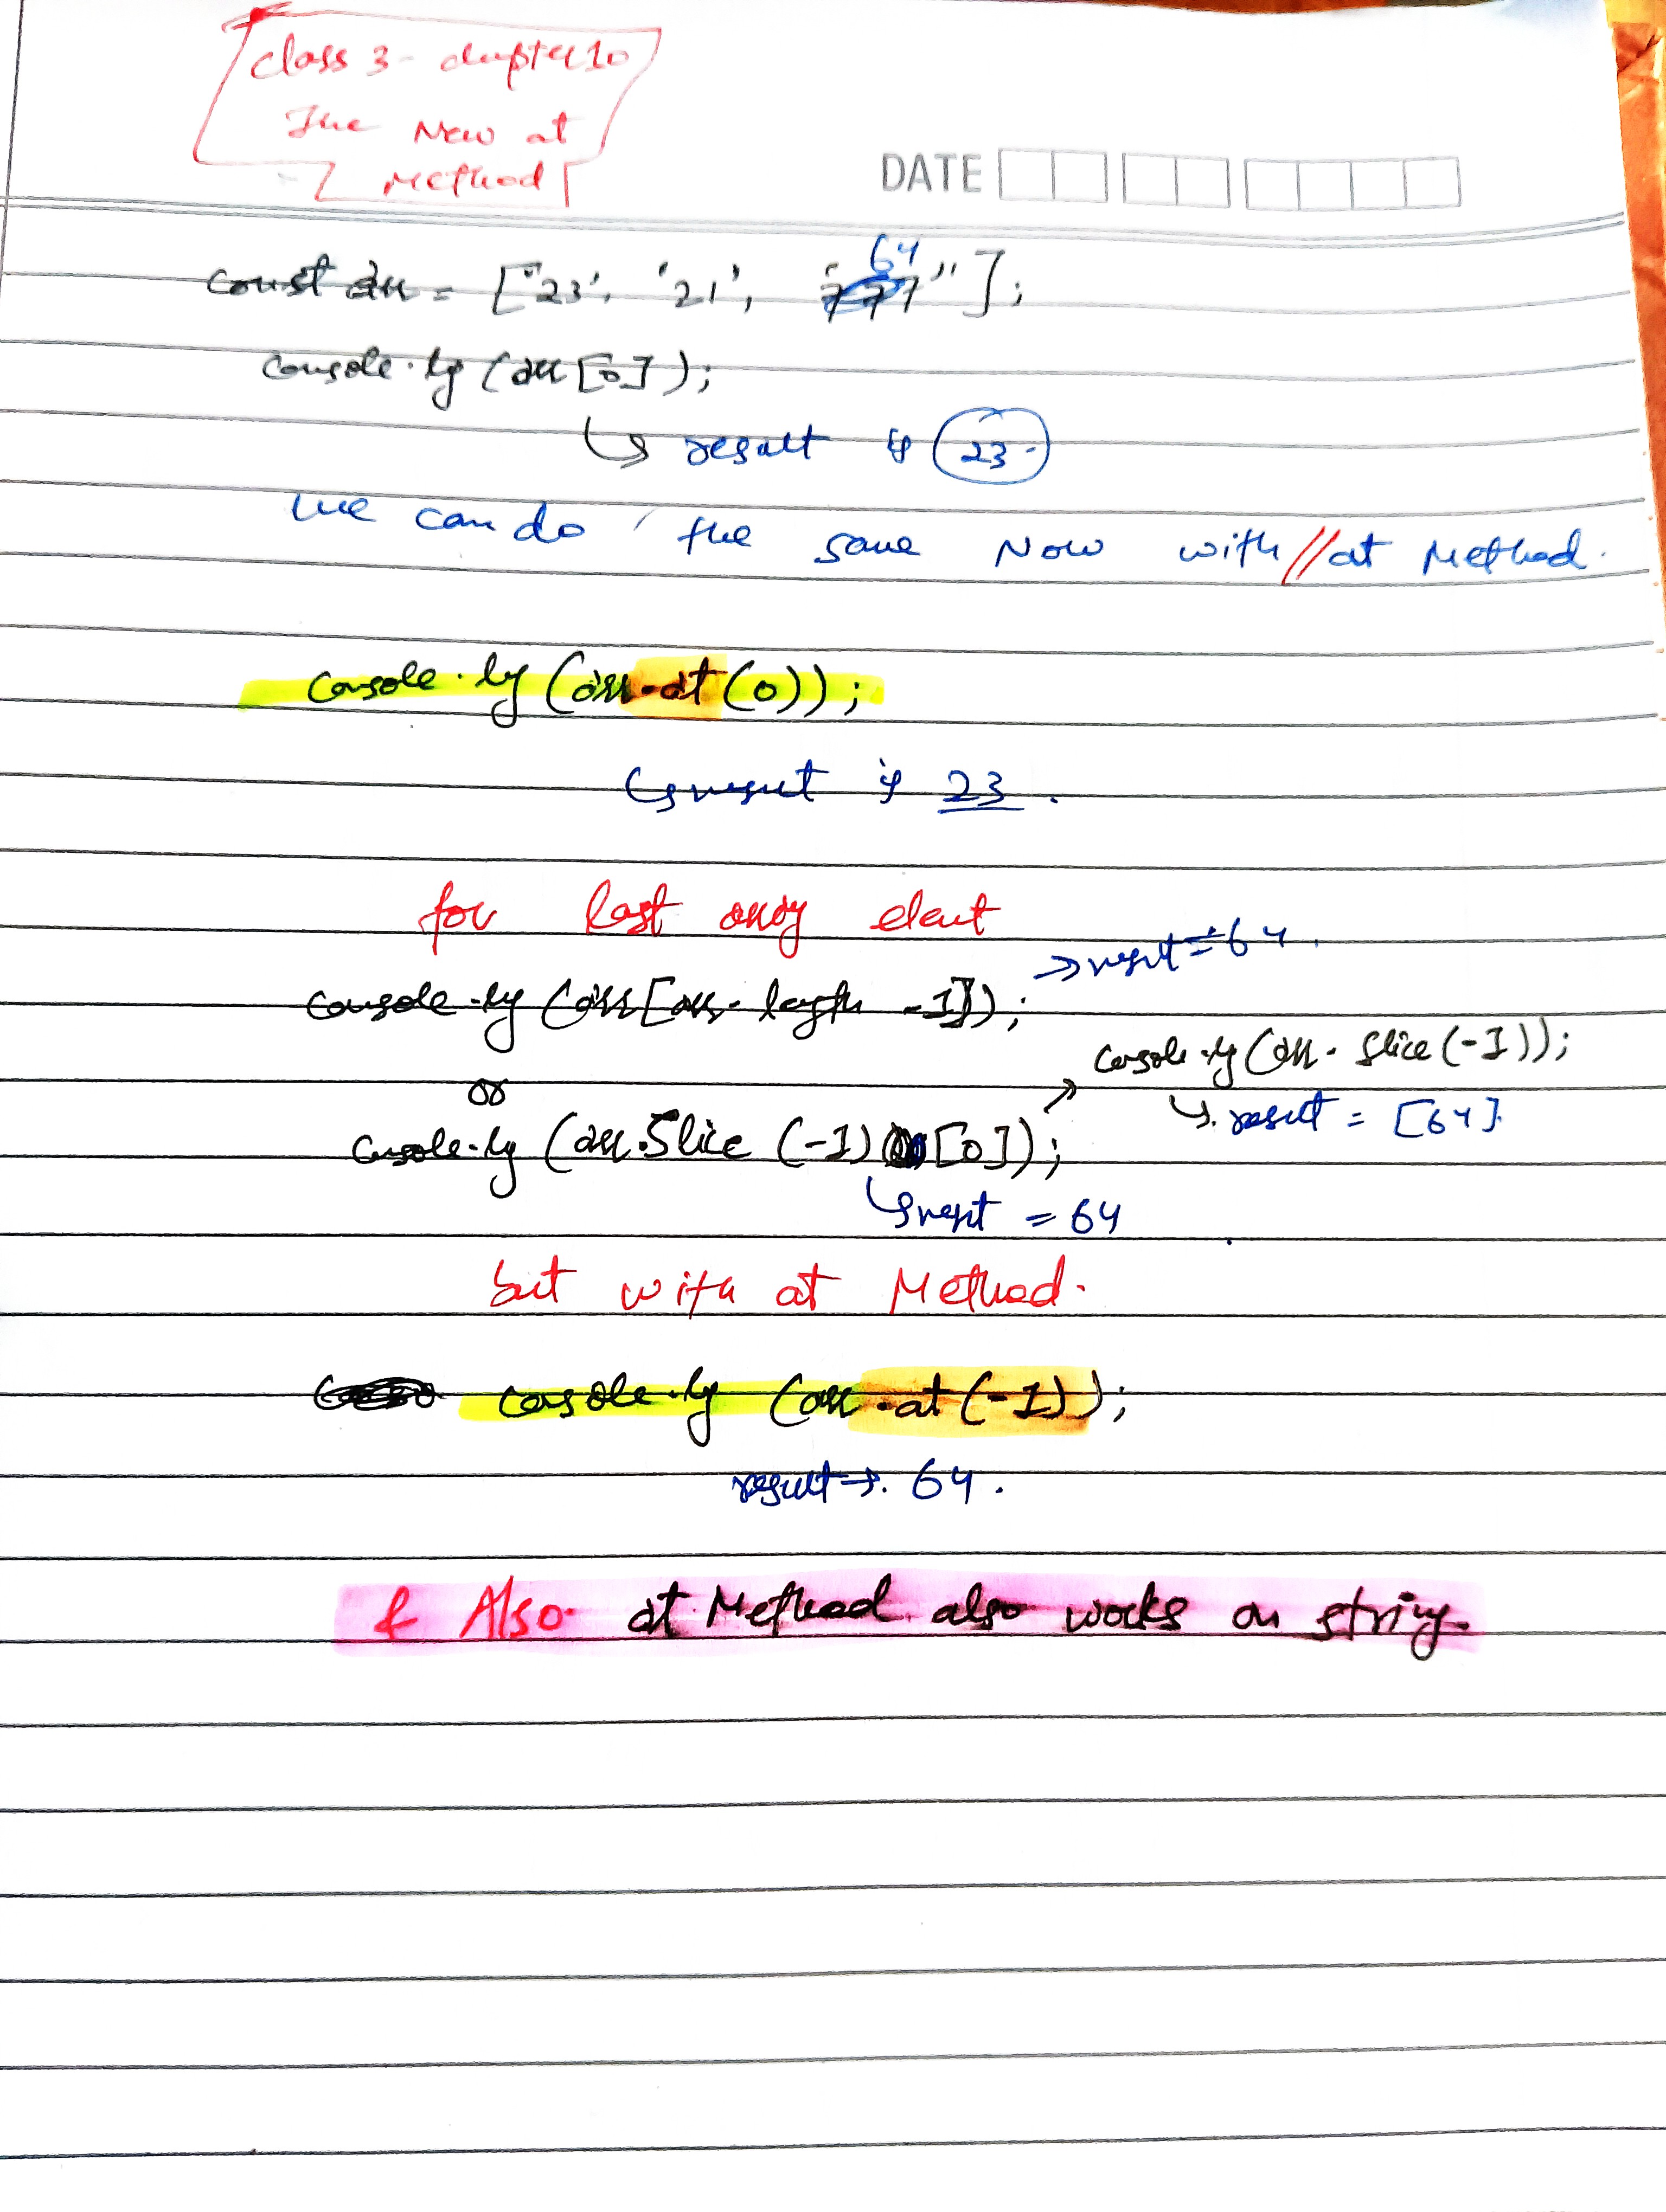 class 3 - chapter 10
The New at
Method
DATE
const arr = ["23', '21', '64"];
console.log (arr[0]);
↳ result is 23.
we can do the same Now with // at Method.
console.log (arr.at(0));
↳ result is 23.
for last array elemt
console.log (arr[arr.length -1]); → result = 64.
or
console.log (arr.Slice (-1)[0]); → console.log (arr.Slice(-1));
↳ result = [64].
↳ result = 64
but with at Method.
console.log (arr.at(-1));
result →. 64.
& Also at Method also works on string.